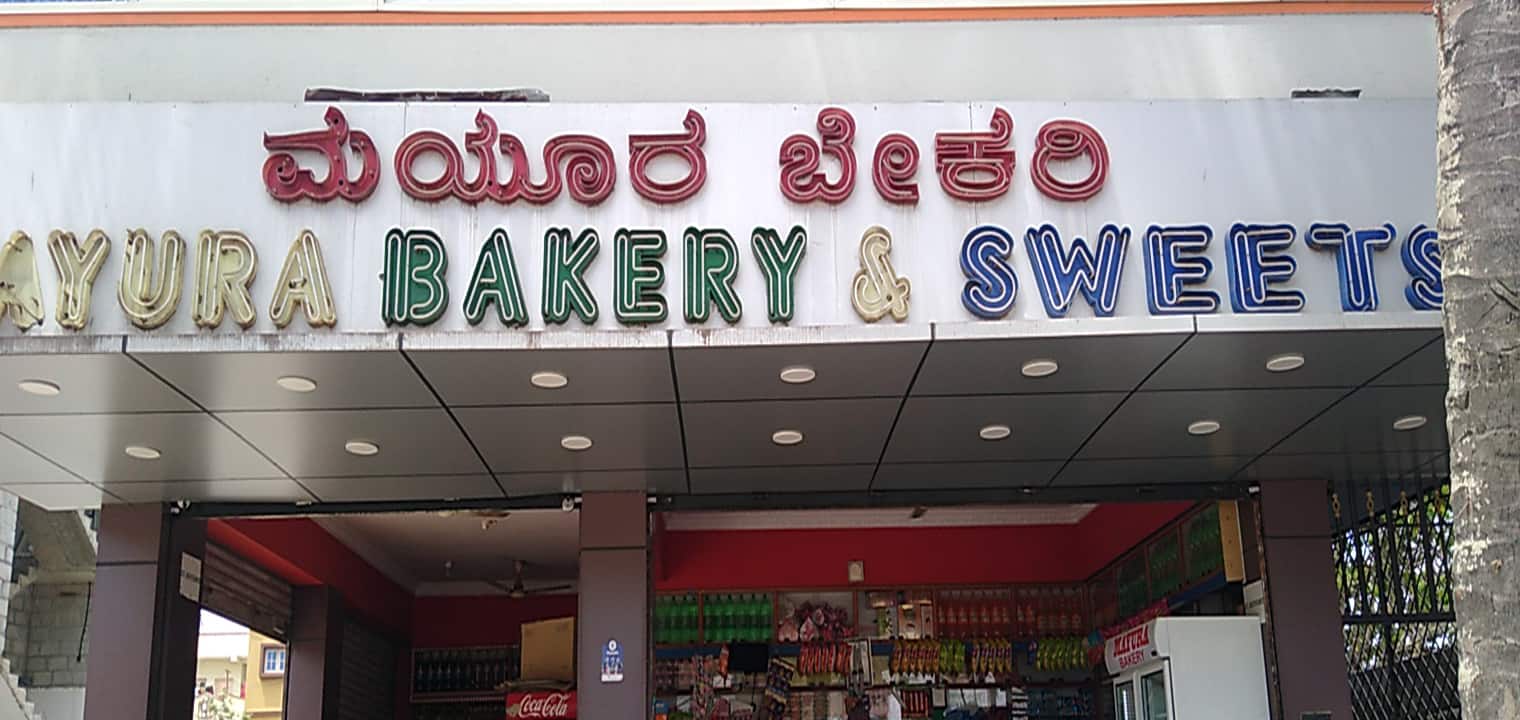 ಮಯೂರ ಬೇಕರಿ
AYURA BAKERY & SWEETS
MAYURA
BAKERY
Coca-Cola